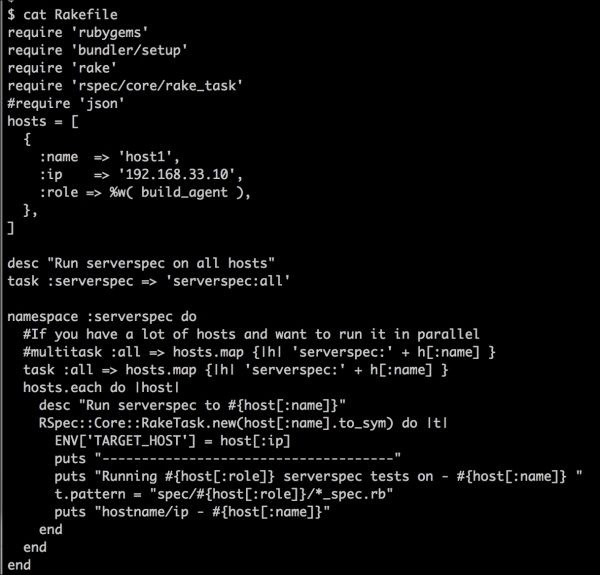 $ cat Rakefile
require 'rubygems'
require 'bundler/setup'
require 'rake'
require 'rspec/core/rake_task'
#require 'json'
hosts = [
  {
    :name  => 'host1',
    :ip    => '192.168.33.10',
    :role => %w( build_agent ),
  },
]

desc "Run serverspec on all hosts"
task :serverspec => 'serverspec:all'

namespace :serverspec do
  #If you have a lot of hosts and want to run it in parallel
  #multitask :all => hosts.map {|h| 'serverspec:' + h[:name] }
  task :all => hosts.map {|h| 'serverspec:' + h[:name] }
  hosts.each do |host|
    desc "Run serverspec to #{host[:name]}"
    RSpec::Core::RakeTask.new(host[:name].to_sym) do |t|
      ENV['TARGET_HOST'] = host[:ip]
      puts "------------------------------------"
      puts "Running #{host[:role]} serverspec tests on - #{host[:name]} "
      t.pattern = "spec/#{host[:role]}/*_spec.rb"
      puts "hostname/ip - #{host[:name]}"
    end
  end
end